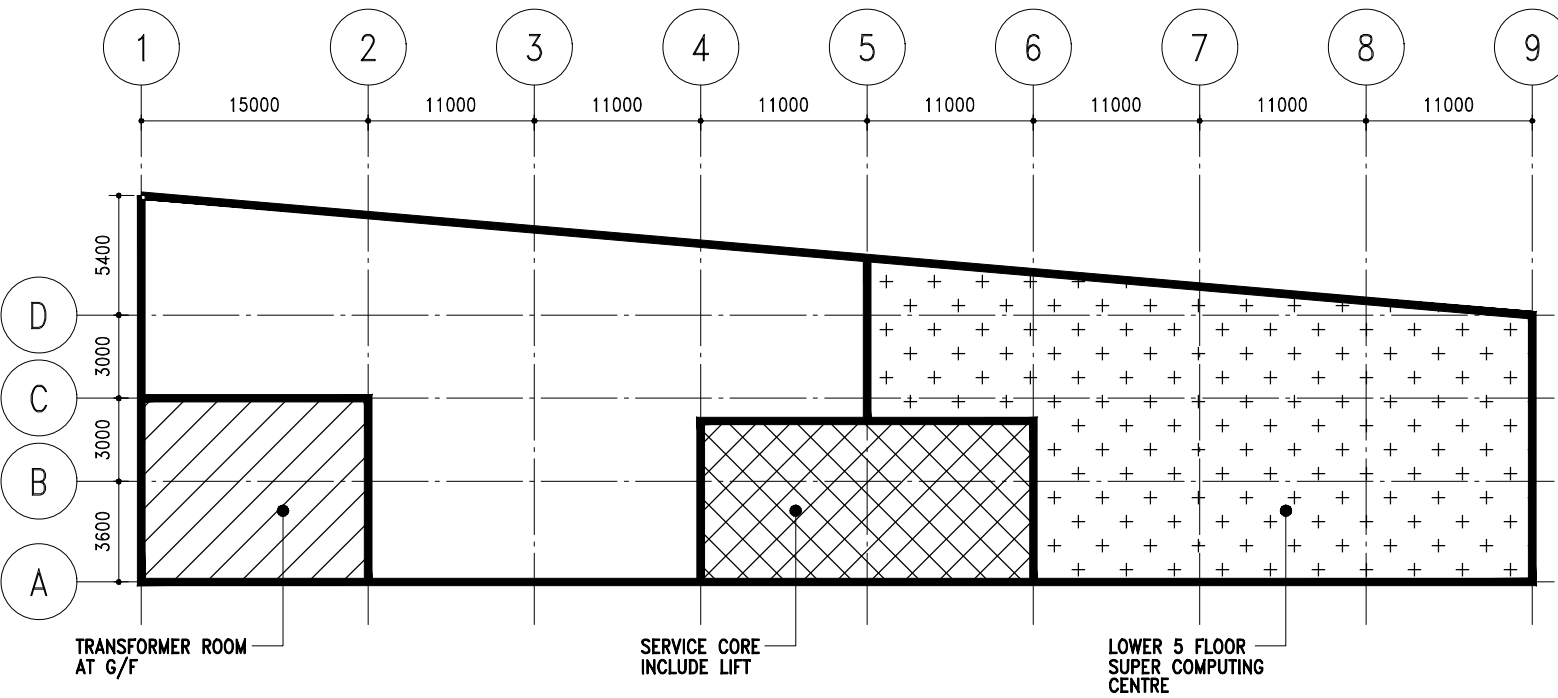 1 2 3 4 5 6 7 8 9
15000 11000 11000 11000 11000 11000 11000 11000
5400
D
3000
C
3000
B
3600
A
TRANSFORMER ROOM
AT G/F
SERVICE CORE
INCLUDE LIFT
LOWER 5 FLOOR
SUPER COMPUTING
CENTRE